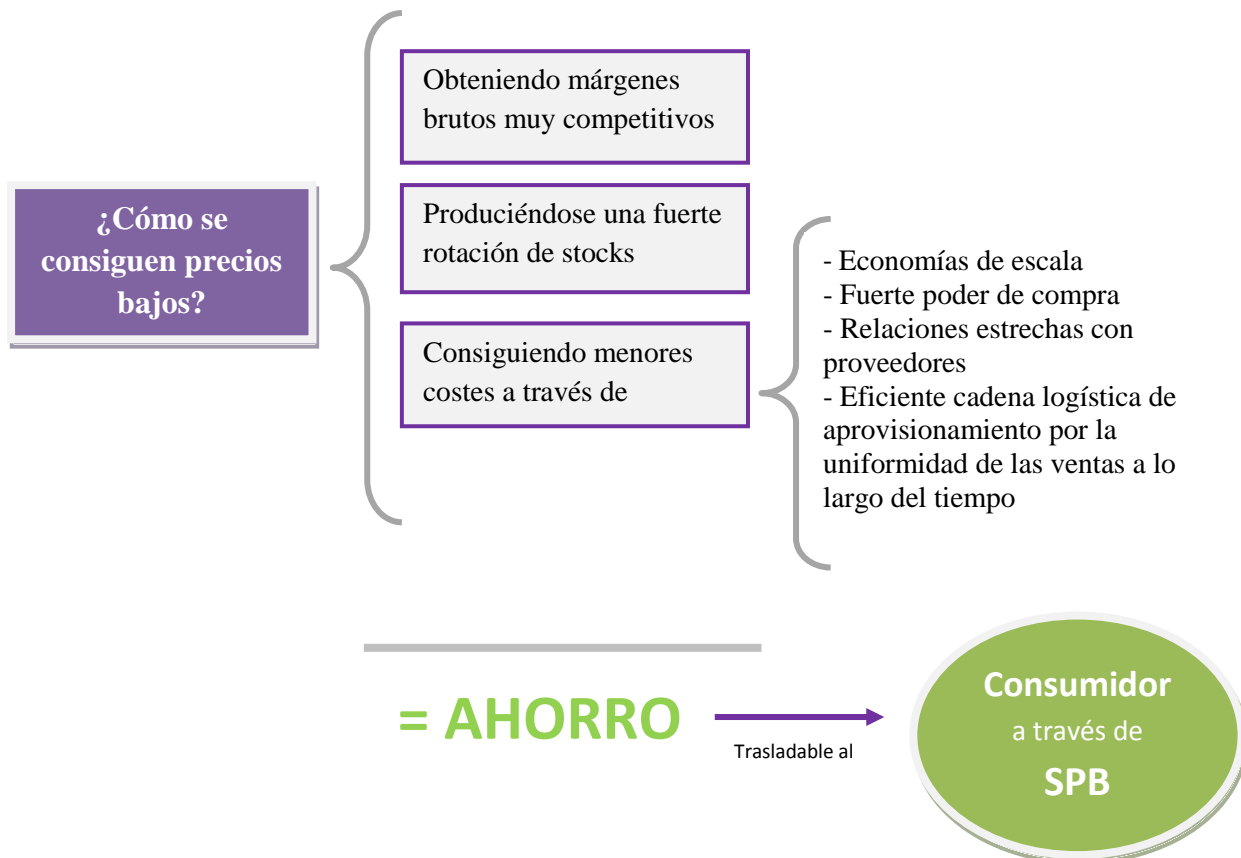 Obteniendo márgenes
brutos muy competitivos
¿Cómo se
consiguen precios
bajos?
Produciéndose una fuerte
rotación de stocks
Consiguiendo menores
costes a través de
- Economías de escala
- Fuerte poder de compra
- Relaciones estrechas con
proveedores
- Eficiente cadena logística de
aprovisionamiento por la
uniformidad de las ventas a lo
largo del tiempo
= AHORRO
Trasladable al
Consumidor
a través de
SPB